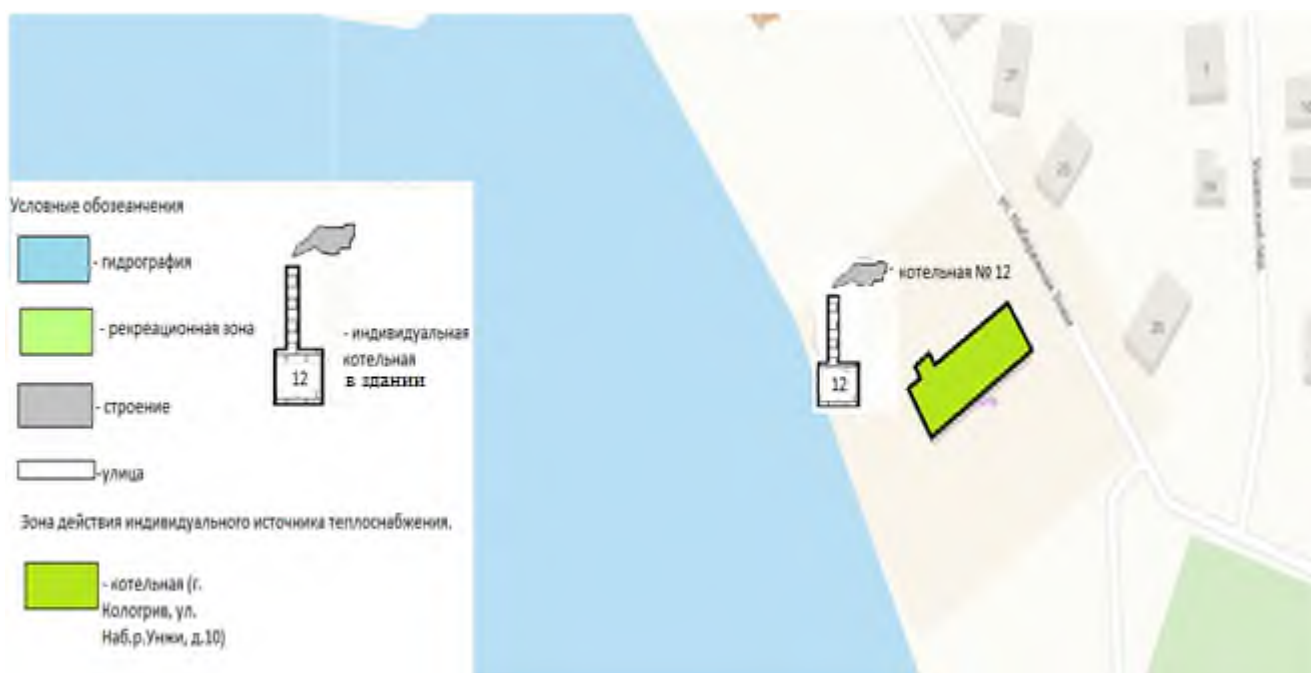 Условные обозеанчения
- гидрография
- рекреационная зона
- строение
-улица
12
- индивидуальная
котельная
в здании
Зона действия индивидуального источника теплоснабжения.
- котельная (г.
Кологрив, ул.
Наб.р.Унжи, д.10)
- котельная № 12
12